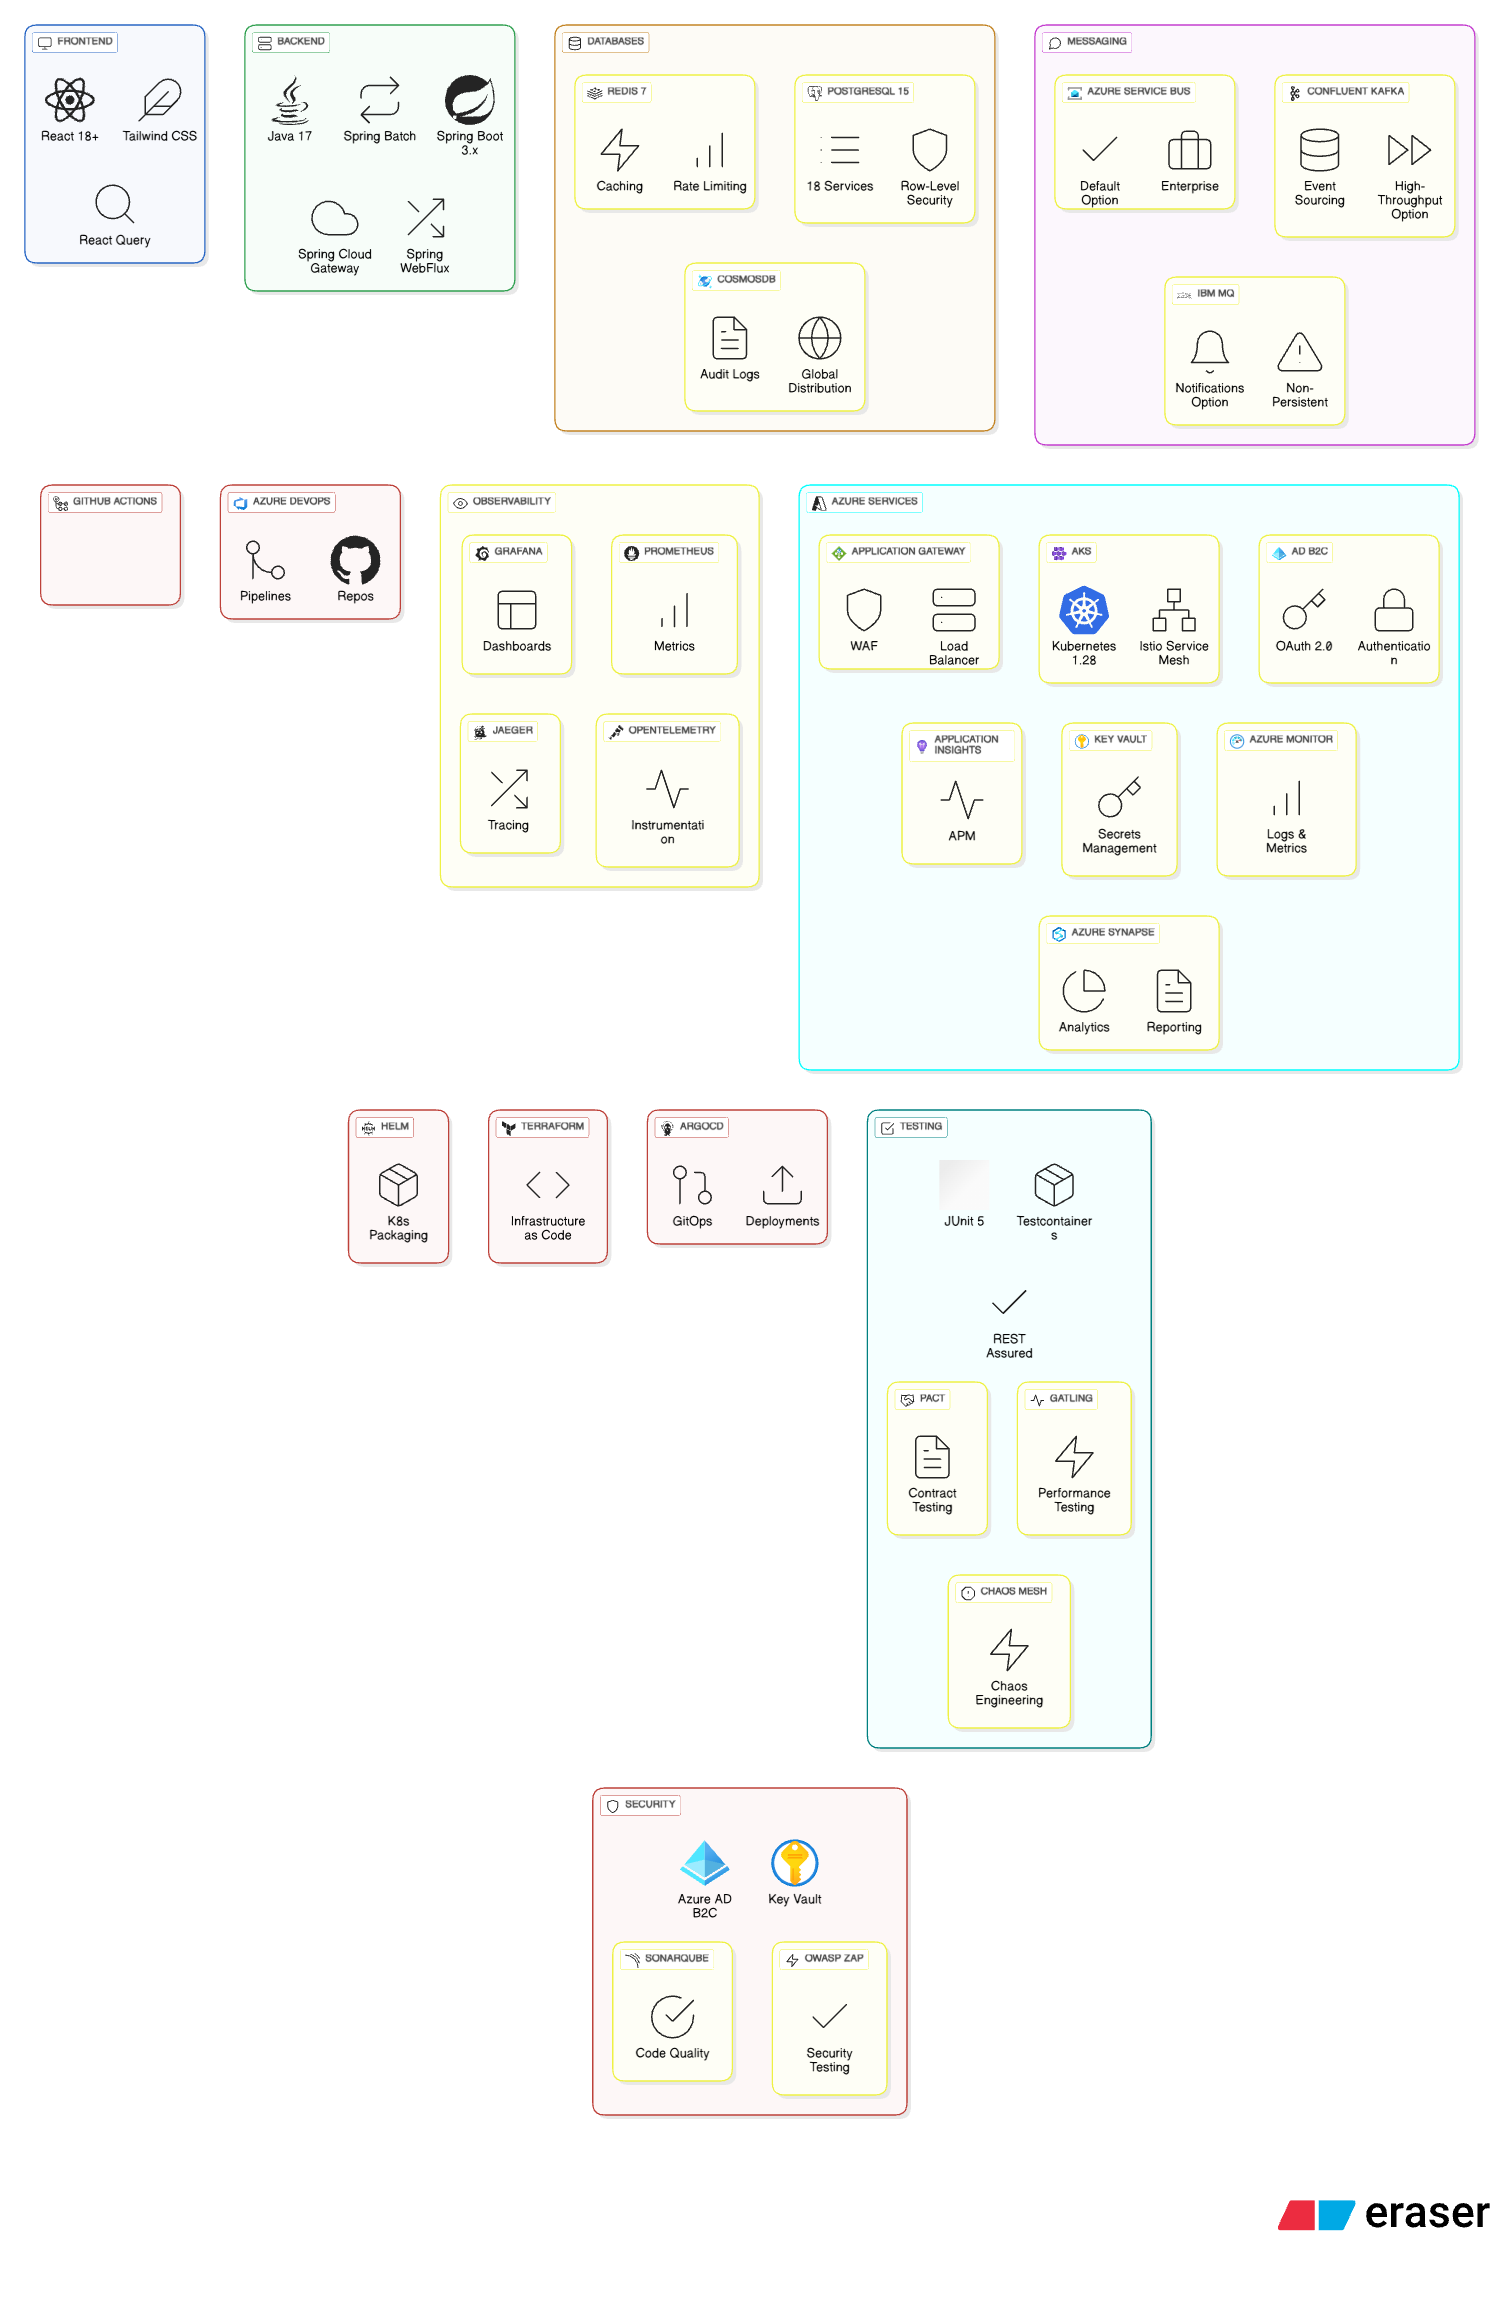 FRONTEND
React 18+
Tailwind CSS
React Query
BACKEND
Java 17
Spring Batch
Spring Boot
3.x
Spring Cloud
Gateway
Spring
WebFlux
DATABASES
REDIS 7
Caching
Rate Limiting
POSTGRESQL 15
18 Services
Row-Level
Security
COSMOSDB
Audit Logs
Global
Distribution
MESSAGING
AZURE SERVICE BUS
Default
Option
Enterprise
CONFLUENT KAFKA
Event
Sourcing
High-
Throughput
Option
IBM MQ
Notifications
Option
Non-
Persistent
GITHUB ACTIONS
AZURE DEVOPS
Pipelines
Repos
OBSERVABILITY
GRAFANA
Dashboards
PROMETHEUS
Metrics
JAEGER
Tracing
OPENTELEMETRY
Instrumentati
on
AZURE SERVICES
APPLICATION GATEWAY
WAF
Load
Balancer
AKS
Kubernetes
1.28
Istio Service
Mesh
AD B2C
OAuth 2.0
Authenticatio
n
APPLICATION
INSIGHTS
APM
KEY VAULT
Secrets
Management
AZURE MONITOR
Logs &
Metrics
AZURE SYNAPSE
Analytics
Reporting
HELM
K8s
Packaging
TERRAFORM
Infrastructure
as Code
ARGOCD
GitOps
Deployments
TESTING
JUnit 5
Testcontainer
s
REST
Assured
PACT
Contract
Testing
GATLING
Performance
Testing
CHAOS MESH
Chaos
Engineering
SECURITY
Azure AD
B2C
Key Vault
SONARQUBE
Code Quality
OWASP ZAP
Security
Testing
eraser